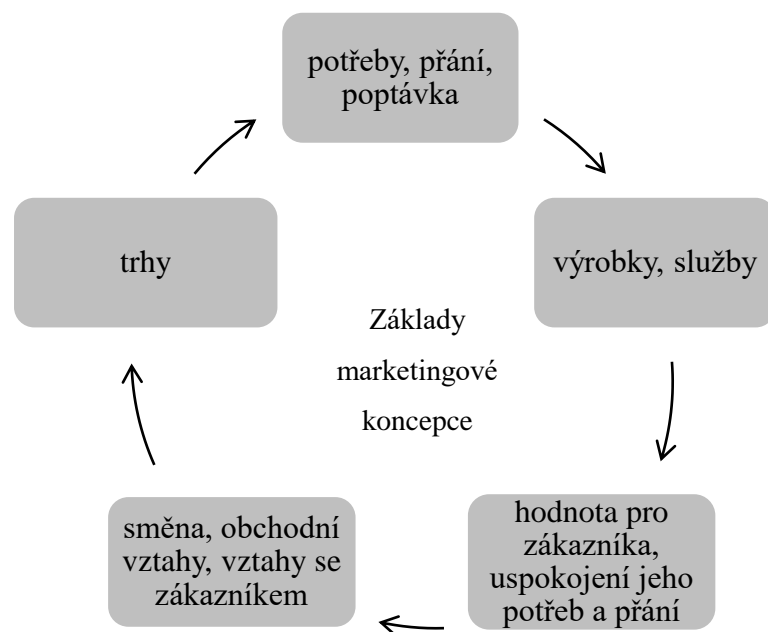 potřeby, přání,
poptávka
výrobky, služby
hodnota pro
zákazníka,
uspokojení jeho
potřeb a přání
směna, obchodní
vztahy, vztahy se
zákazníkem
trhy
Základy
marketingové
koncepce